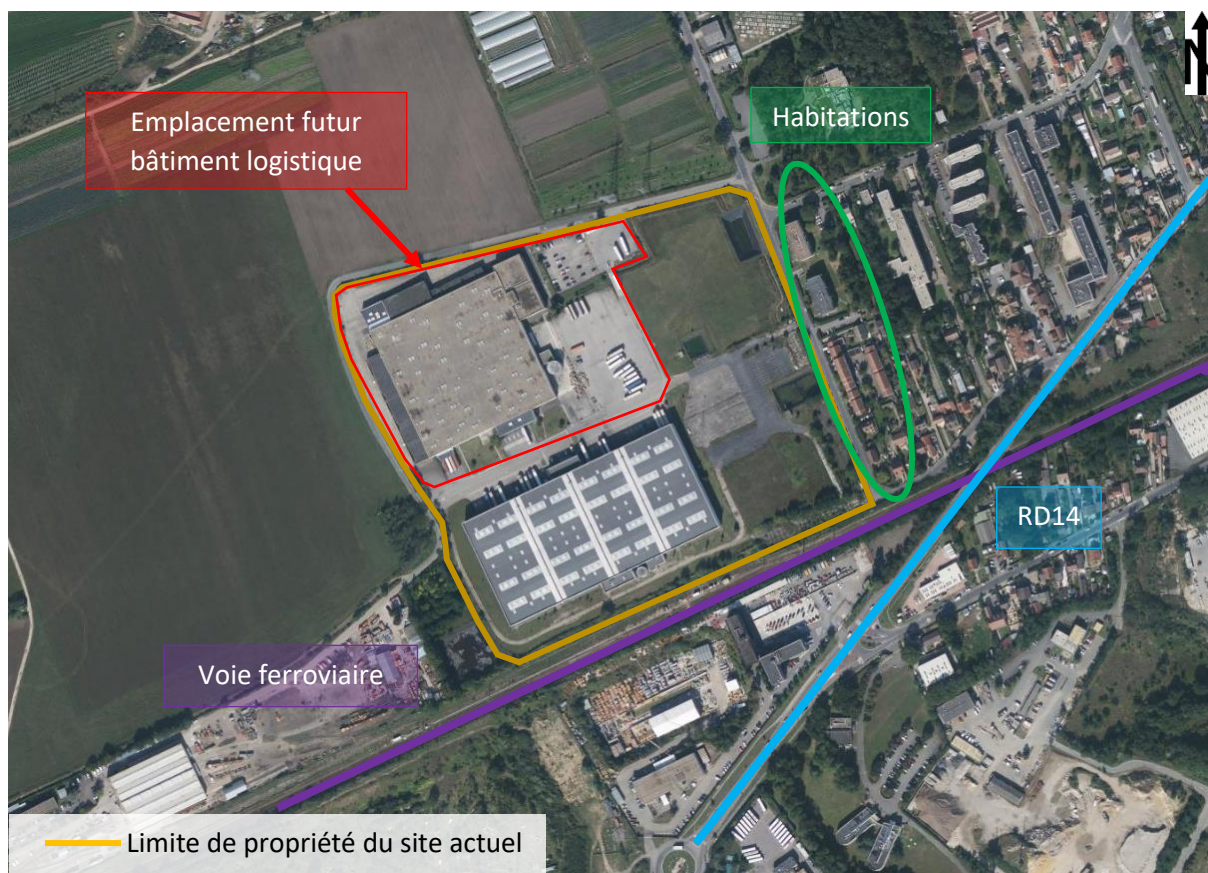 N
Emplacement futur
bâtiment logistique
Habitations
RD14
Voie ferroviaire
Limite de propriété du site actuel